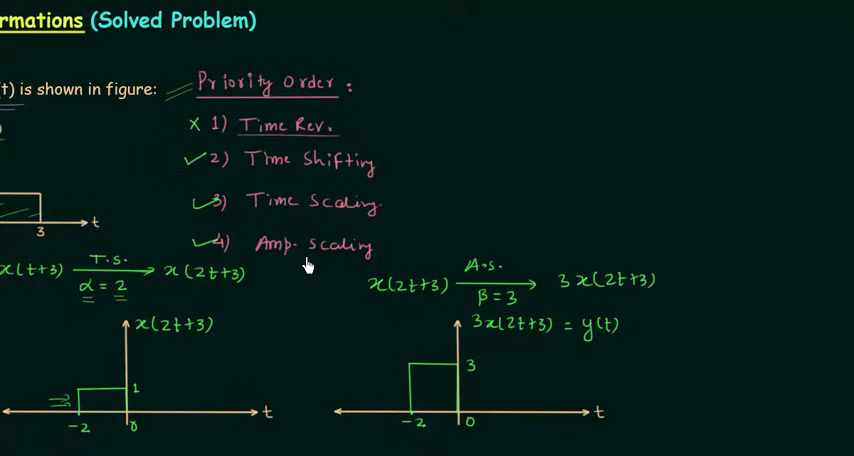 rmations (Solved Problem)
(t) is shown in figure:
Priority Order :
x 1) Time Rev.
2) Time Shifting
3) Time Scaling
4) Amp. Scaling
3
t
x(t+3) T.S. α = 2 x(2t+3)
x(2t+3) A.S. β = 3 3x(2t+3)
x(2t+3)
3x(2t+3) = y(t)
1
3
-2
0
t
-2
0
t